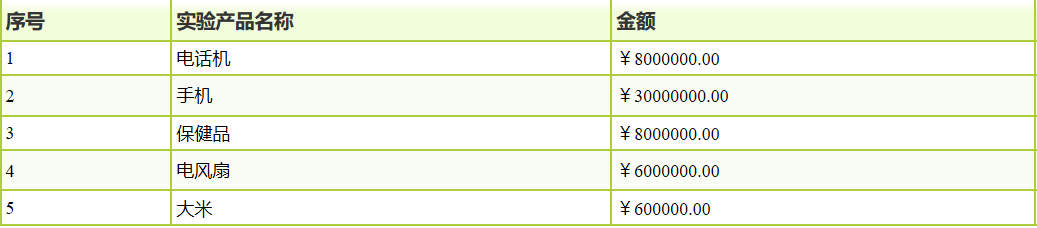 序号 实验产品名称 金额
1 电话机 ￥8000000.00
2 手机 ￥30000000.00
3 保健品 ￥8000000.00
4 电风扇 ￥6000000.00
5 大米 ￥600000.00